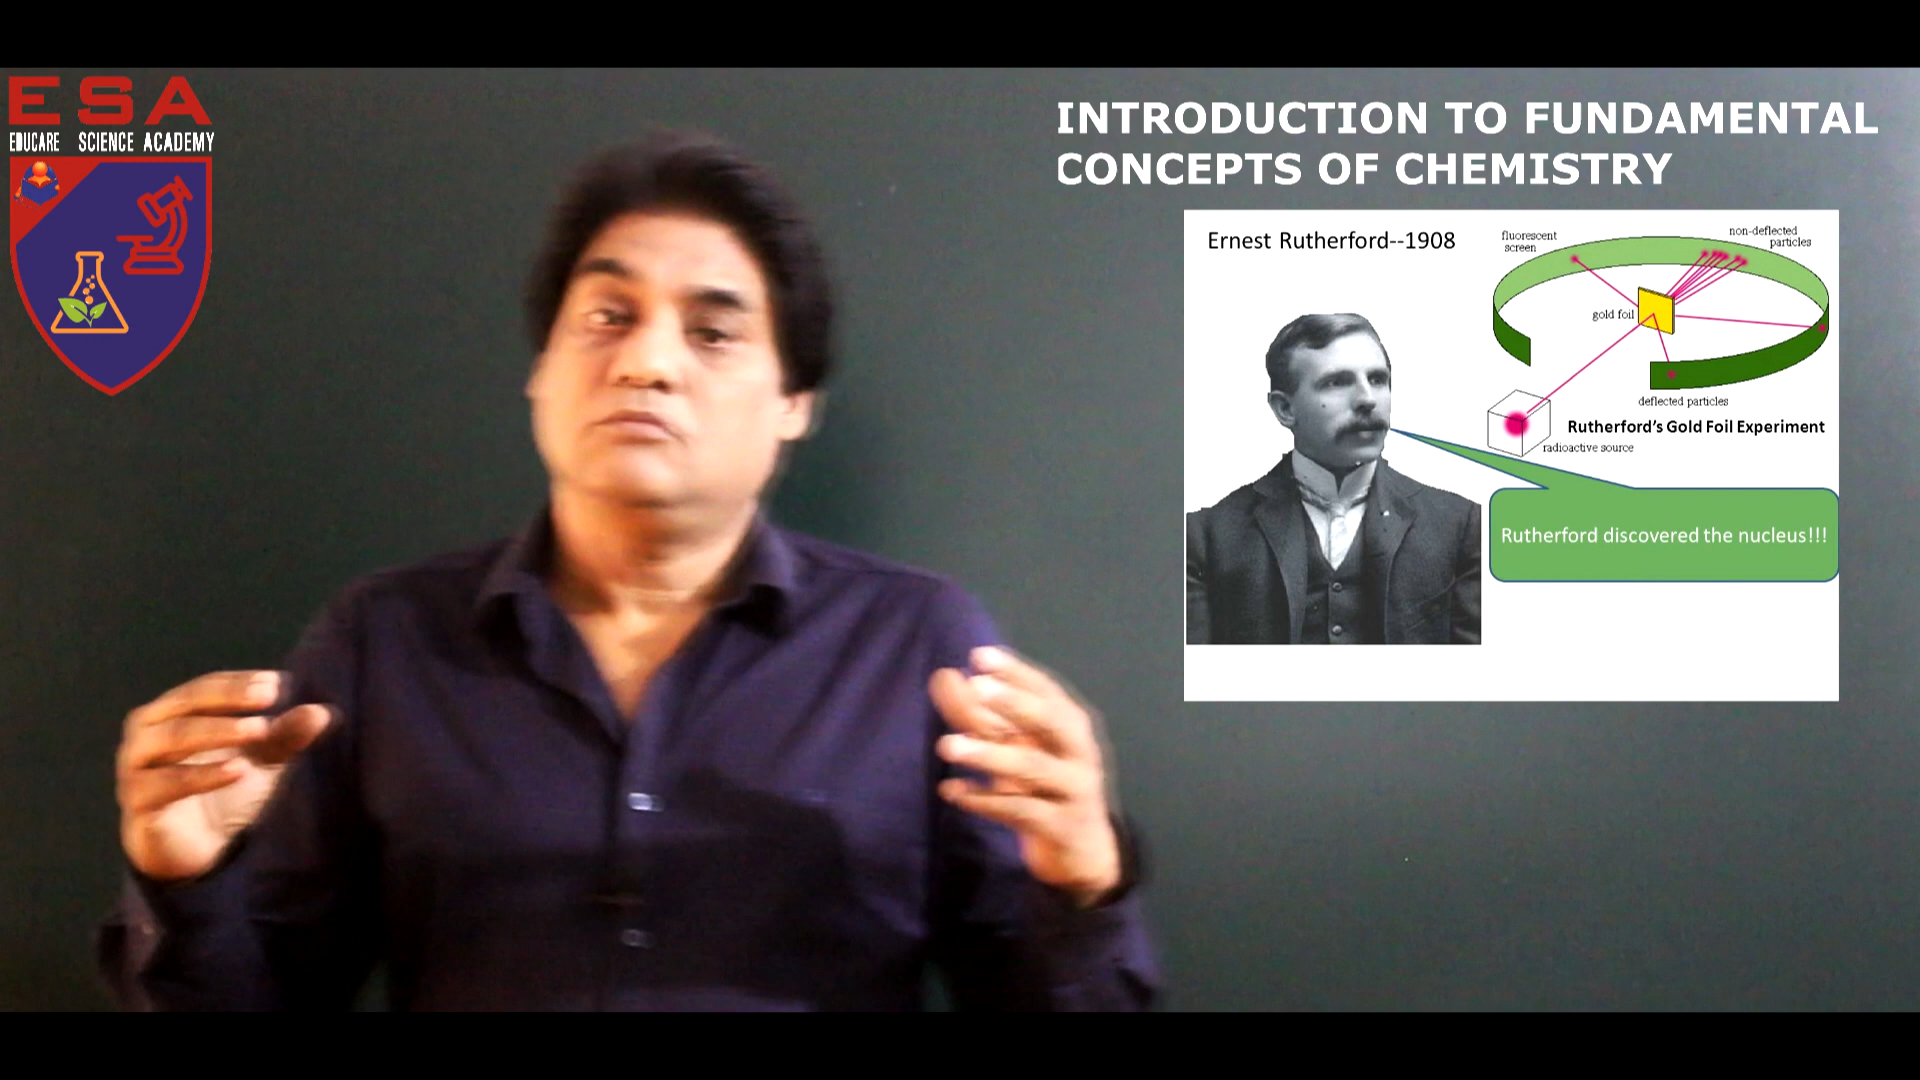 ESA
EDUCARE SCIENCE ACADEMY
INTRODUCTION TO FUNDAMENTAL
CONCEPTS OF CHEMISTRY
Ernest Rutherford--1908
fluorescent
screen
non-deflected
particles
gold foil
deflected particles
Rutherford's Gold Foil Experiment
radioactive source
Rutherford discovered the nucleus!!!